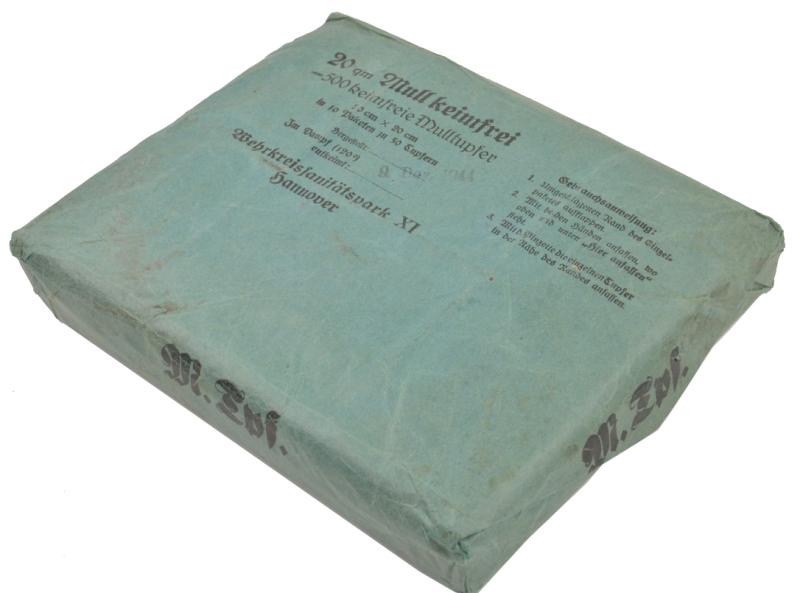 20 qm Mull keimfrei
=500 keimfreie Mulltupfer
15 cm × 20 cm
in 10 Paketen zu 50 Tupfern
Hergestellt:
Im Dampf (120°)
entkeimt: 9. Dez. 1944
Wehrkreissanitätspark XI
Hannover
Gebrauchsanweisung:
1. Umgeschlagenen Rand des Einzel-
paketes aufklappen
2. Mit beiden Händen anfassen, wo
oben und unten „Hier anfassen“
steht.
3. Mit Pinzette die einzelnen Tupfer
in der Nähe des Randes anfassen.
M. Tpf.
M. Tpf.